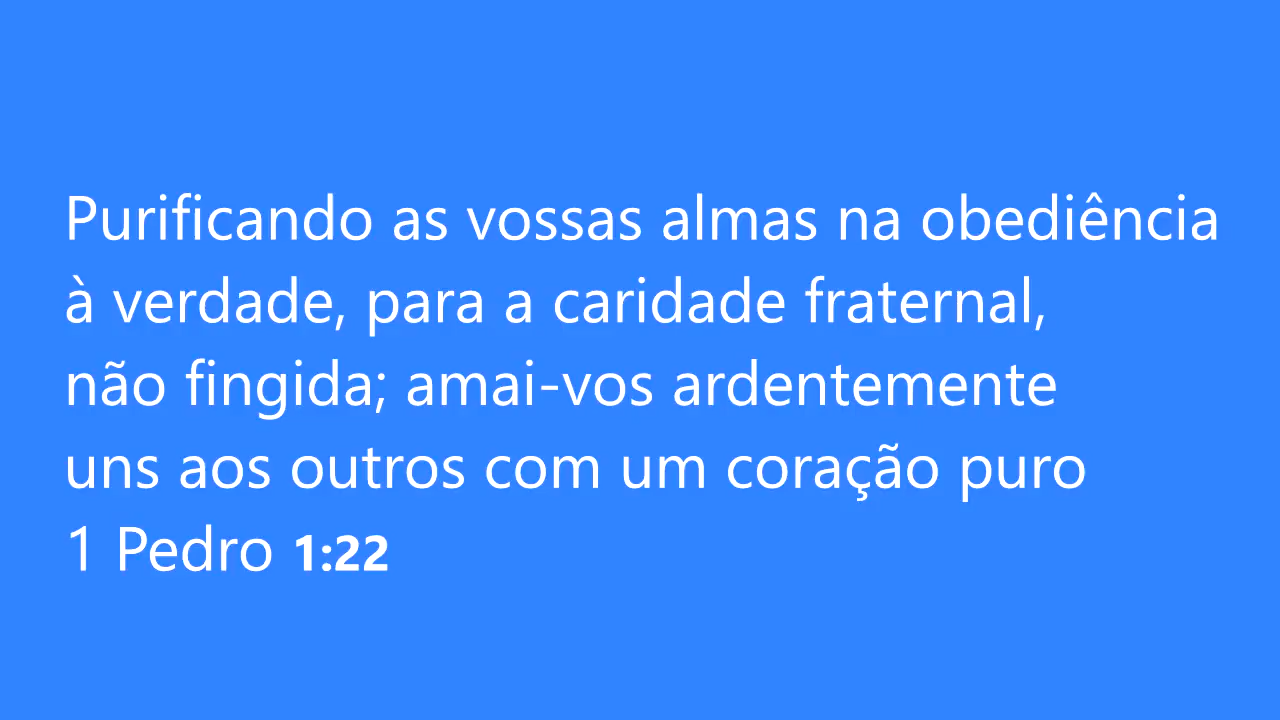 Purificando as vossas almas na obediência
à verdade, para a caridade fraternal,
não fingida; amai-vos ardentemente
uns aos outros com um coração puro
1 Pedro 1:22